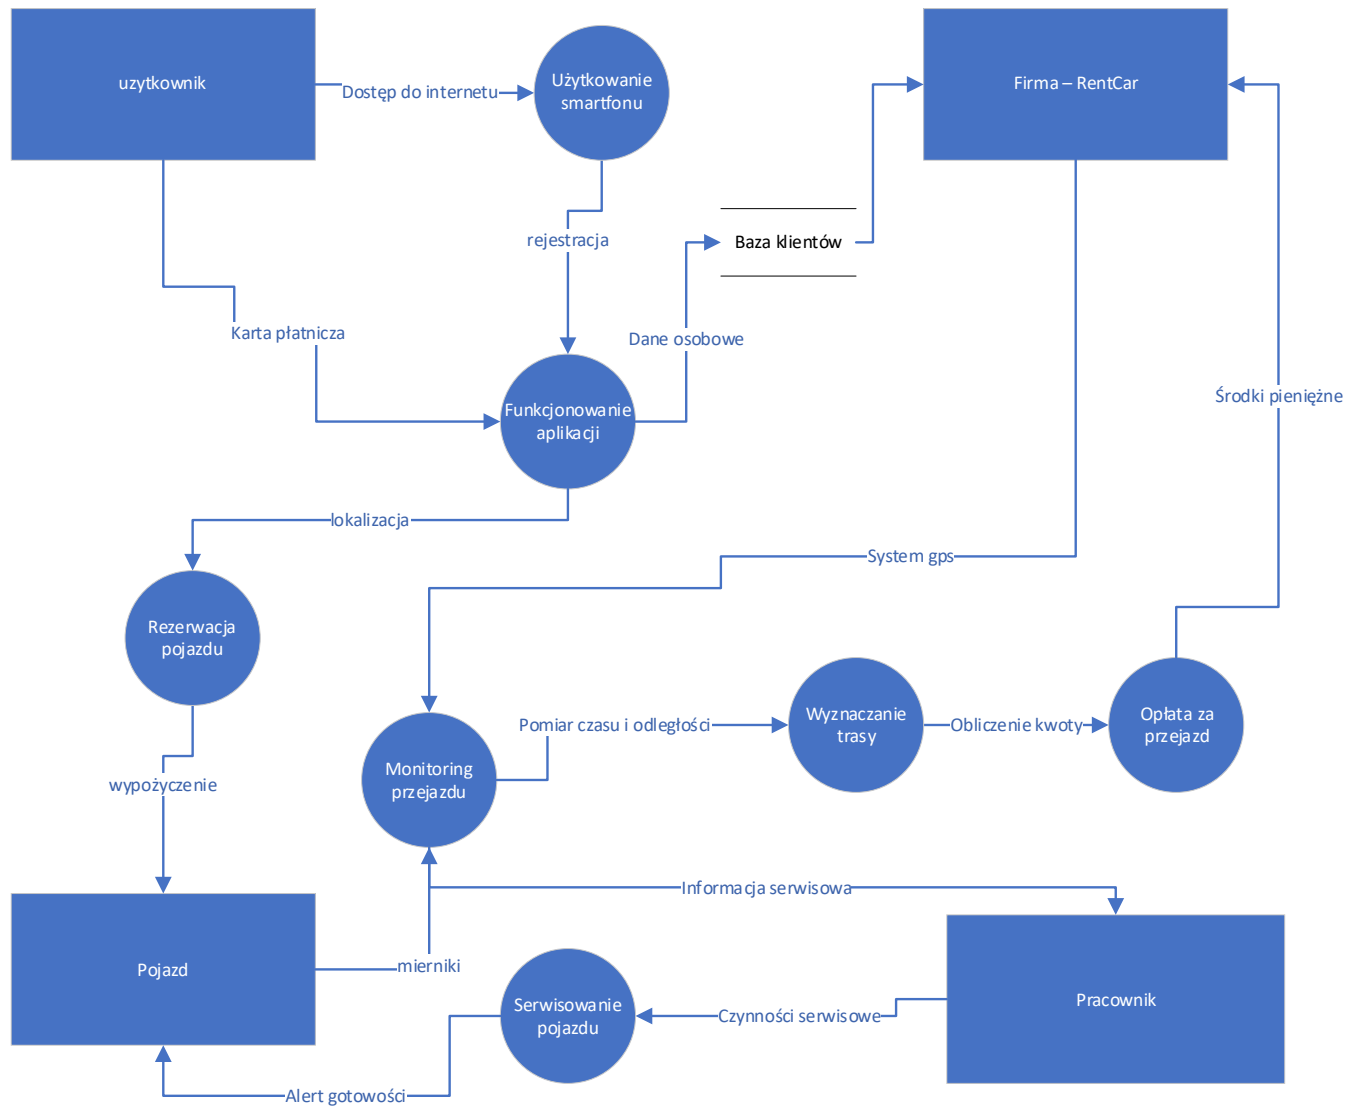 uzytkownik
Dostęp do internetu
Użytkowanie
smartfonu
Firma – RentCar
rejestracja
Baza klientów
Karta płatnicza
Dane osobowe
Środki pieniężne
Funkcjonowanie
aplikacji
lokalizacja
System gps
Rezerwacja
pojazdu
Pomiar czasu i odległości
Wyznaczanie
trasy
Obliczenie kwoty
Opłata za
przejazd
wypożyczenie
Monitoring
przejazdu
Informacja serwisowa
Pojazd
mierniki
Serwisowanie
pojazdu
Czynności serwisowe
Pracownik
Alert gotowości